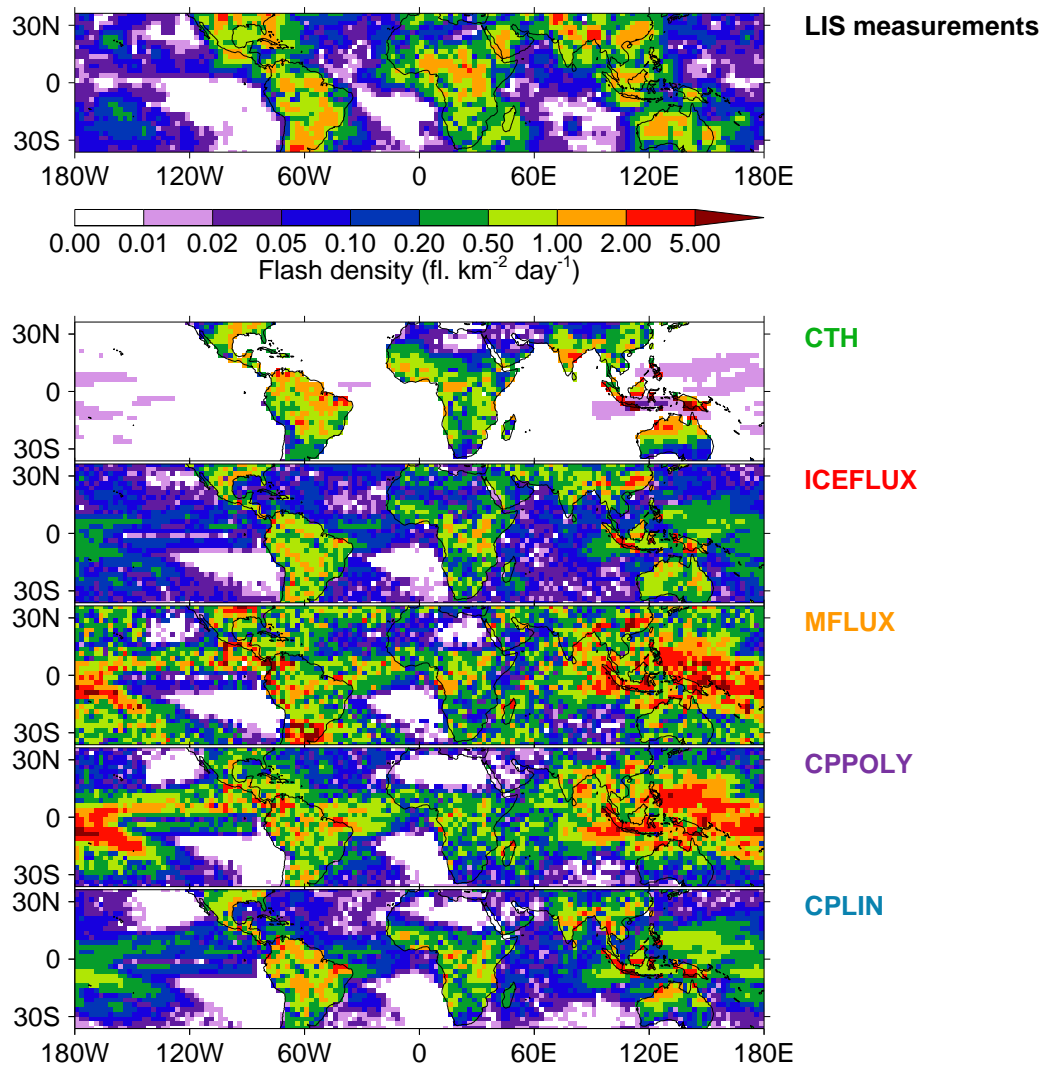 30N
0
30S
LIS measurements
180W 120W 60W 0 60E 120E 180E
0.00 0.01 0.02 0.05 0.10 0.20 0.50 1.00 2.00 5.00
Flash density (fl. km⁻² day⁻¹)
30N
0
30S
CTH
30N
0
30S
ICEFLUX
30N
0
30S
MFLUX
30N
0
30S
CPPOLY
30N
0
30S
CPLIN
180W 120W 60W 0 60E 120E 180E